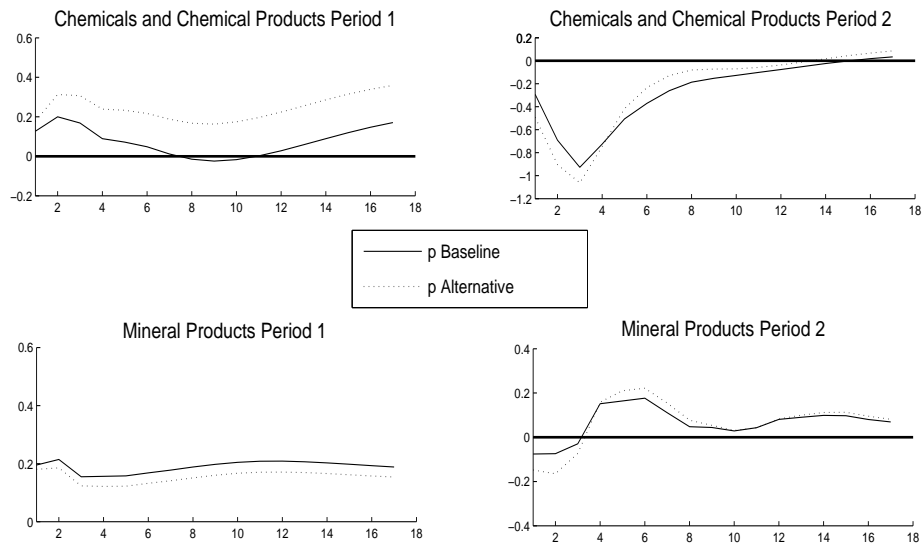 Chemicals and Chemical Products Period 1
0.6
0.4
0.2
0
−0.2
2 4 6 8 10 12 14 16 18
Chemicals and Chemical Products Period 2
0.2
0
−0.2
−0.4
−0.6
−0.8
−1
−1.2
2 4 6 8 10 12 14 16 18
p Baseline
p Alternative
Mineral Products Period 1
0.6
0.4
0.2
0
2 4 6 8 10 12 14 16 18
Mineral Products Period 2
0.4
0.2
0
−0.2
−0.4
2 4 6 8 10 12 14 16 18